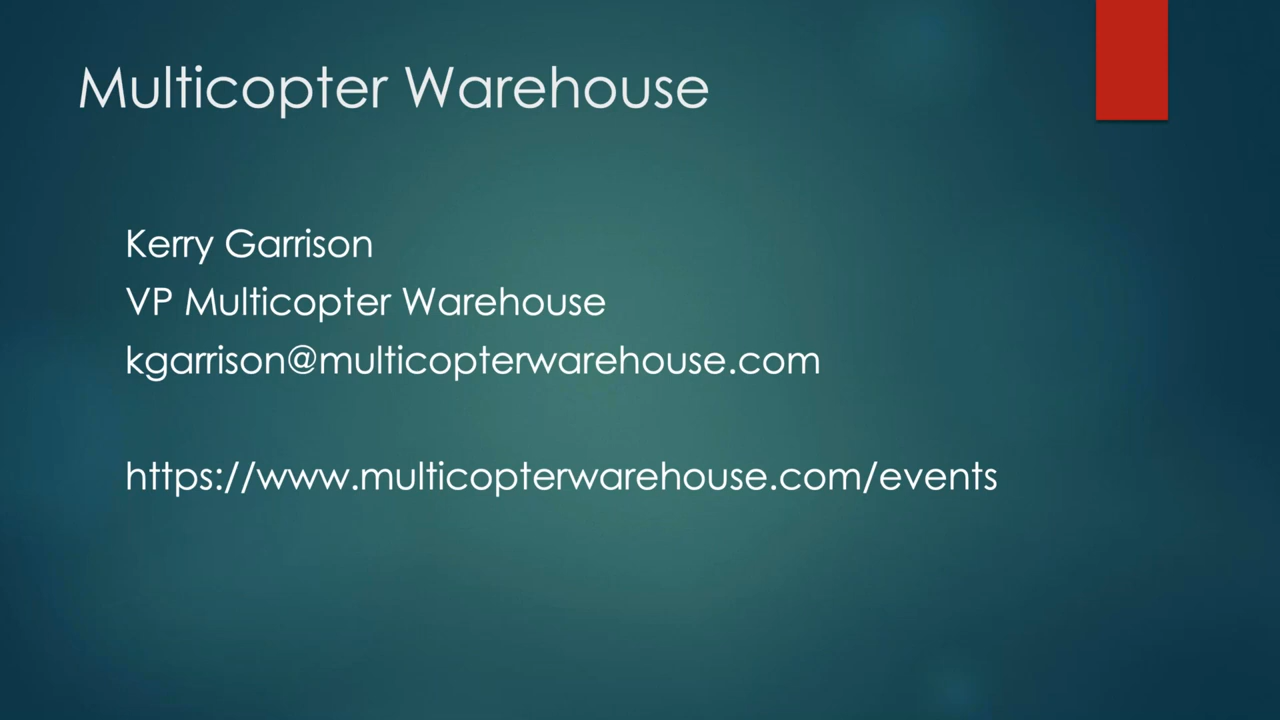 Multicopter Warehouse
Kerry Garrison
VP Multicopter Warehouse
kgarrison@multicopterwarehouse.com
https://www.multicopterwarehouse.com/events